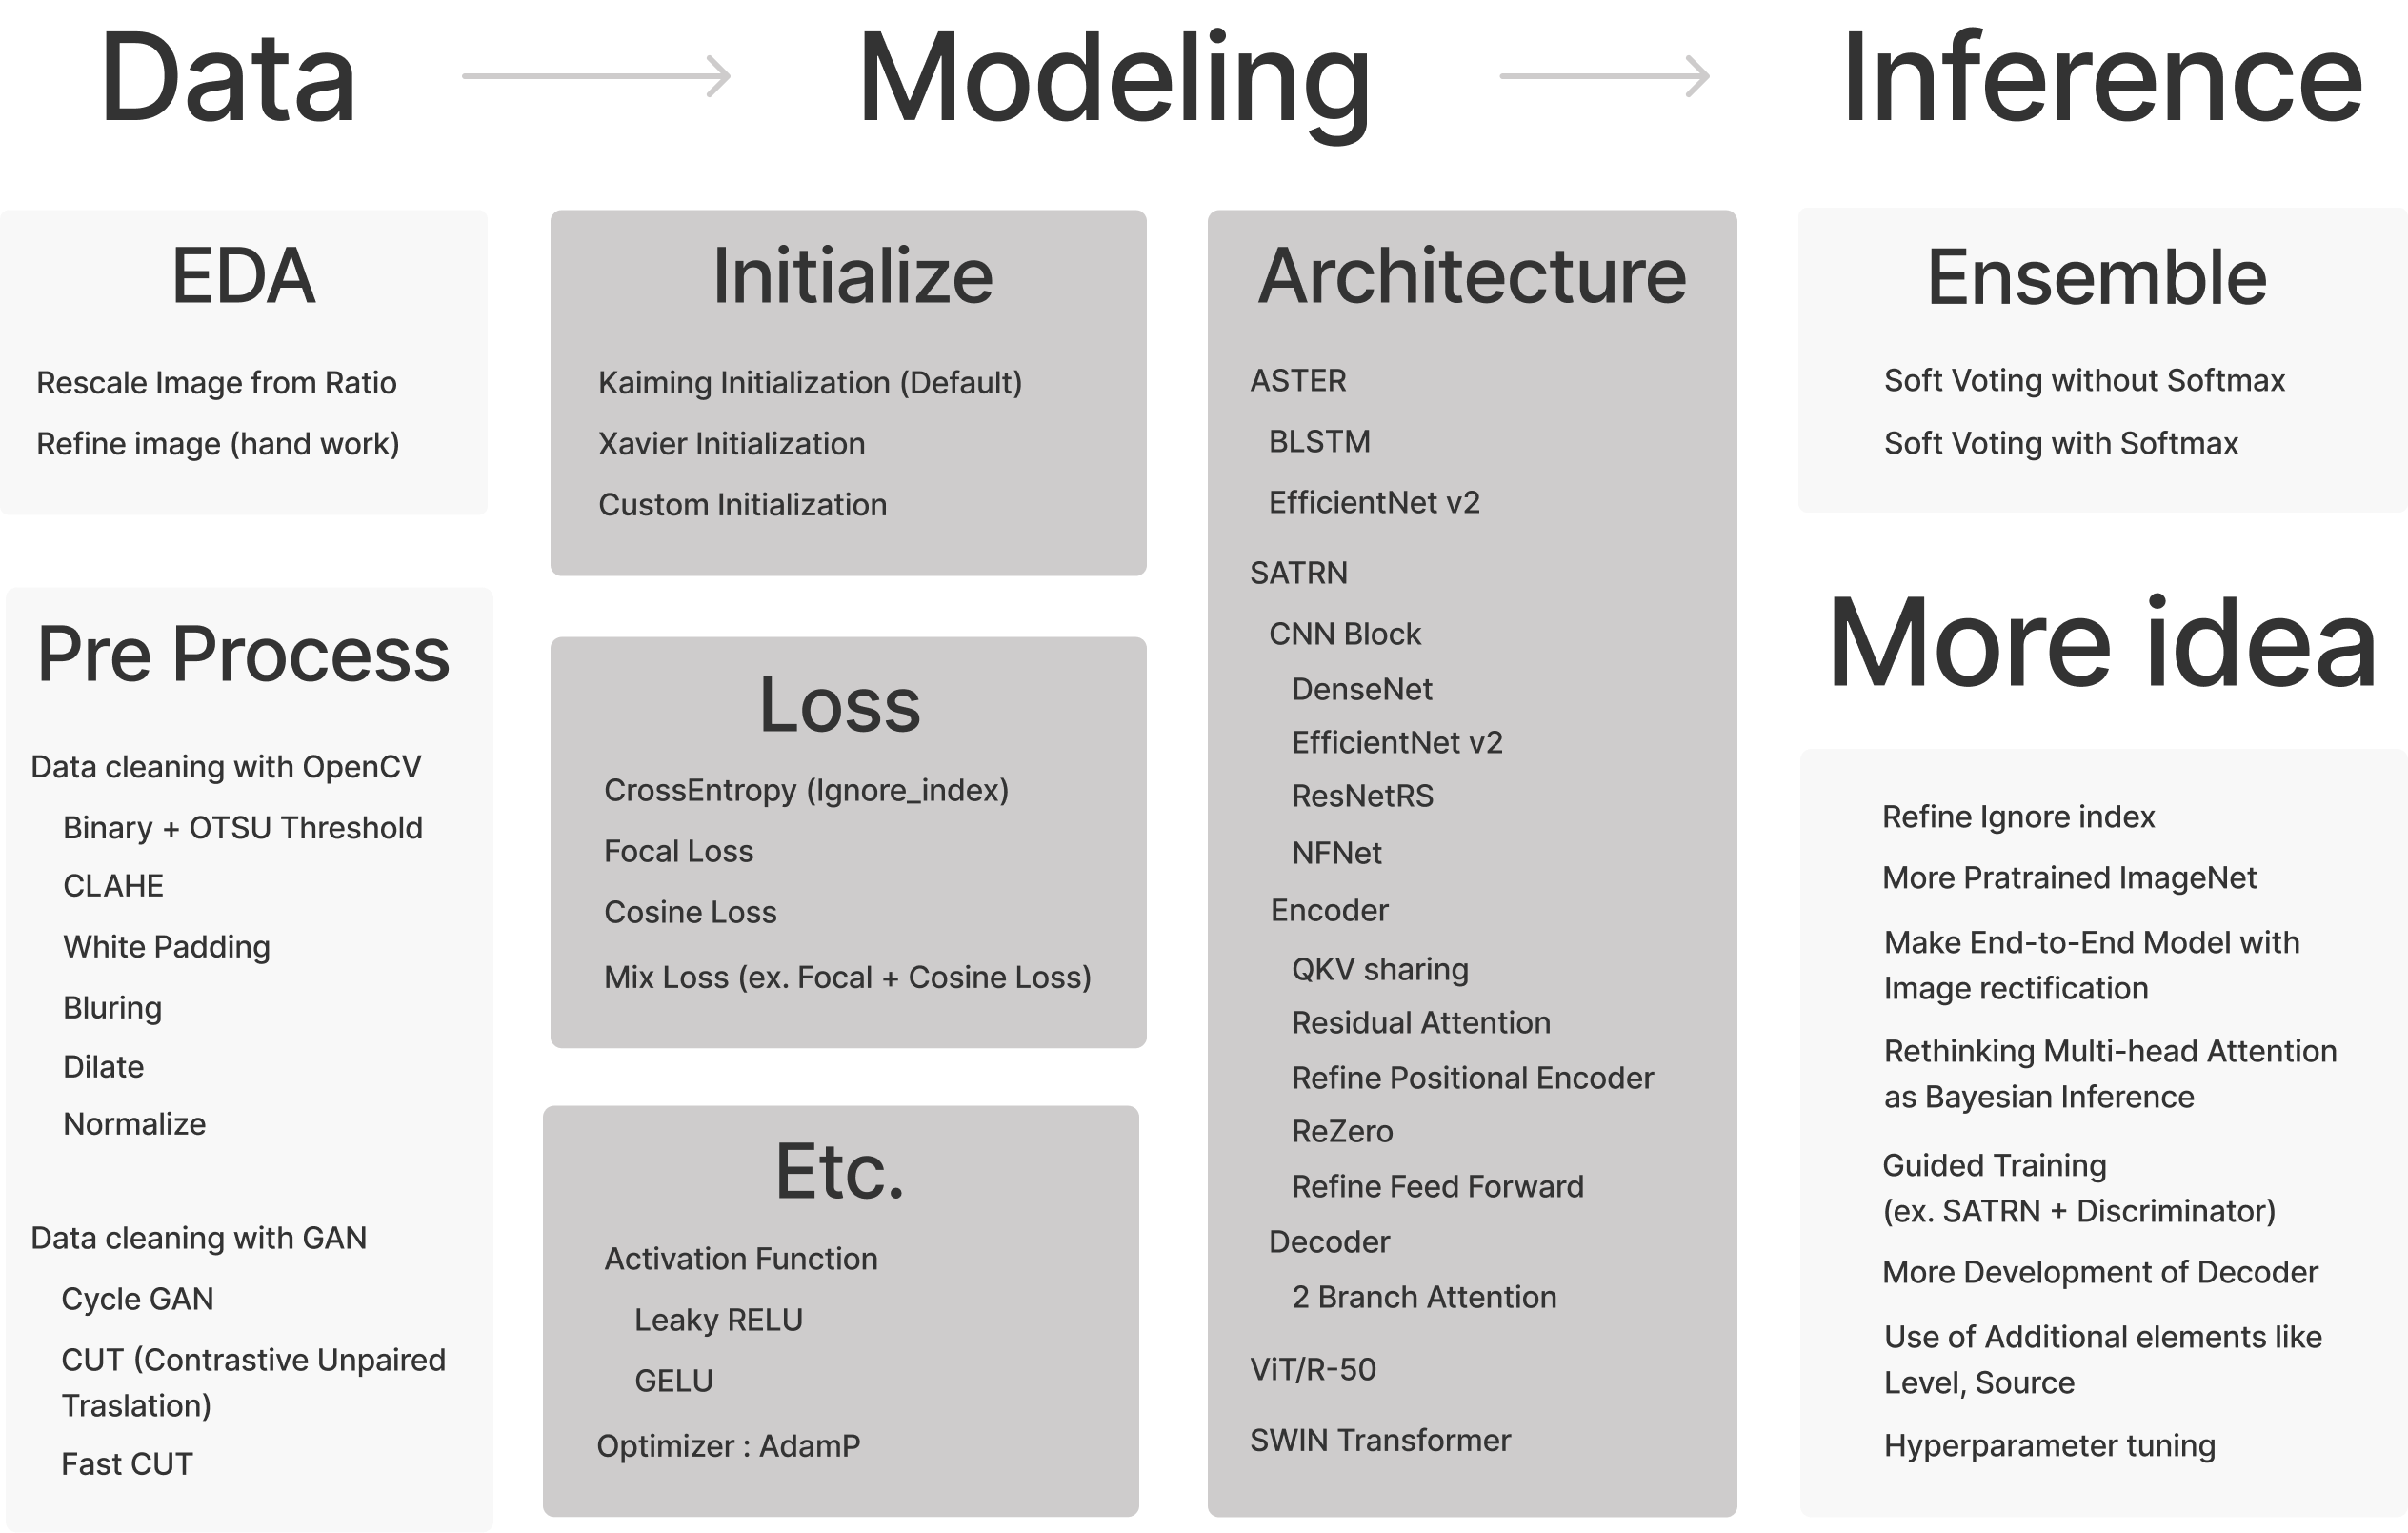 Data
Modeling
Inference
EDA
Rescale Image from Ratio
Refine image (hand work)
Pre Process
Data cleaning with OpenCV
Binary + OTSU Threshold
CLAHE
White Padding
Bluring
Dilate
Normalize
Data cleaning with GAN
Cycle GAN
CUT (Contrastive Unpaired
Traslation)
Fast CUT
Initialize
Kaiming Initialization (Default)
Xavier Initialization
Custom Initialization
Loss
CrossEntropy (Ignore_index)
Focal Loss
Cosine Loss
Mix Loss (ex. Focal + Cosine Loss)
Etc.
Activation Function
Leaky RELU
GELU
Optimizer : AdamP
Architecture
ASTER
BLSTM
EfficientNet v2
SATRN
CNN Block
DenseNet
EfficientNet v2
ResNetRS
NFNet
Encoder
QKV sharing
Residual Attention
Refine Positional Encoder
ReZero
Refine Feed Forward
Decoder
2 Branch Attention
ViT/R-50
SWIN Transformer
Ensemble
Soft Voting without Softmax
Soft Voting with Softmax
More idea
Refine Ignore index
More Pratrained ImageNet
Make End-to-End Model with
Image rectification
Rethinking Multi-head Attention
as Bayesian Inference
Guided Training
(ex. SATRN + Discriminator)
More Development of Decoder
Use of Additional elements like
Level, Source
Hyperparameter tuning